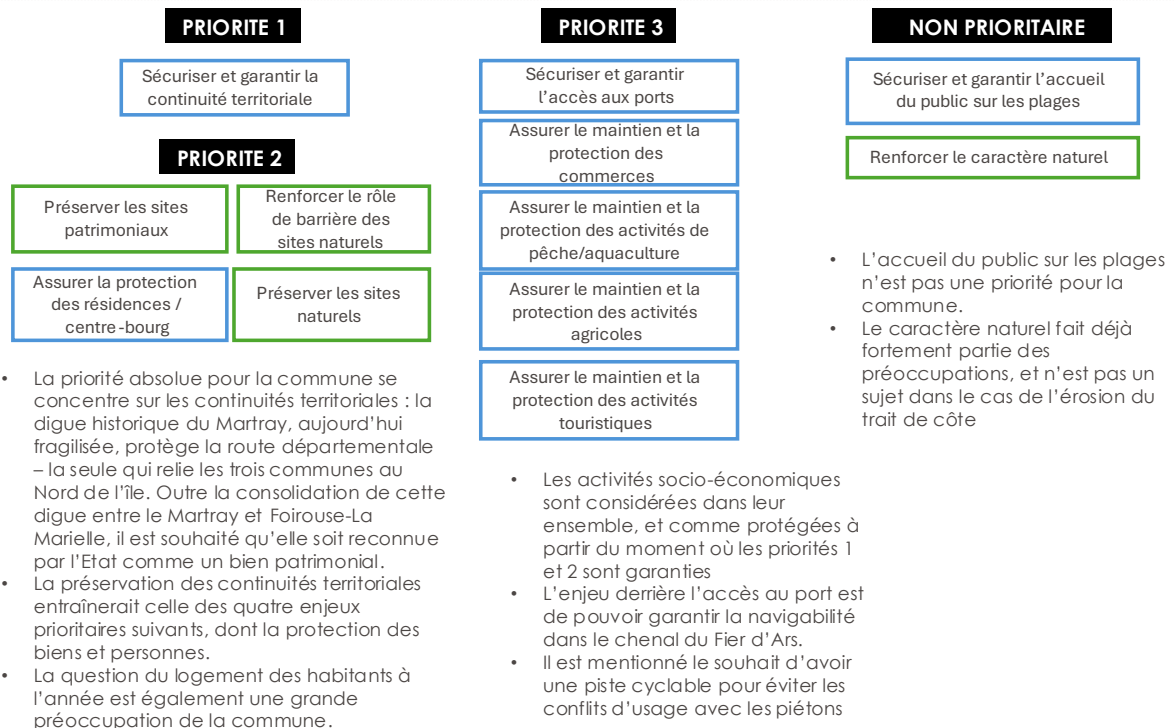 PRIORITE 1
Sécuriser et garantir la
continuité territoriale
PRIORITE 2
Préserver les sites
patrimoniaux
Renforcer le rôle
de barrière des
sites naturels
Assurer la protection
des résidences /
centre-bourg
Préserver les sites
naturels
• La priorité absolue pour la commune se
concentre sur les continuités territoriales : la
digue historique du Martray, aujourd'hui
fragilisée, protège la route départementale
– la seule qui relie les trois communes au
Nord de l'île. Outre la consolidation de cette
digue entre le Martray et Foirouse-La
Marielle, il est souhaité qu'elle soit reconnue
par l'Etat comme un bien patrimonial.
• La préservation des continuités territoriales
entraînerait celle des quatre enjeux
prioritaires suivants, dont la protection des
biens et personnes.
• La question du logement des habitants à
l'année est également une grande
préoccupation de la commune.
PRIORITE 3
Sécuriser et garantir
l'accès aux ports
Assurer le maintien et la
protection des
commerces
Assurer le maintien et la
protection des activités de
pêche/aquaculture
Assurer le maintien et la
protection des activités
agricoles
Assurer le maintien et la
protection des activités
touristiques
• Les activités socio-économiques
sont considérées dans leur
ensemble, et comme protégées à
partir du moment où les priorités 1
et 2 sont garanties
• L'enjeu derrière l'accès au port est
de pouvoir garantir la navigabilité
dans le chenal du Fier d'Ars.
• Il est mentionné le souhait d'avoir
une piste cyclable pour éviter les
conflits d'usage avec les piétons
NON PRIORITAIRE
Sécuriser et garantir l'accueil
du public sur les plages
Renforcer le caractère naturel
• L'accueil du public sur les plages
n'est pas une priorité pour la
commune.
• Le caractère naturel fait déjà
fortement partie des
préoccupations, et n'est pas un
sujet dans le cas de l'érosion du
trait de côte